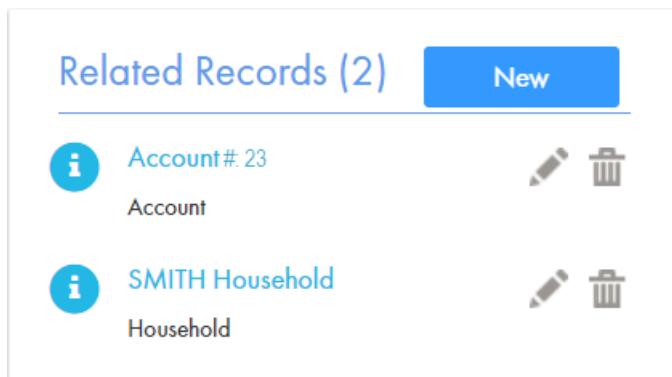 Related Records (2)
New
Account #: 23
Account
SMITH Household
Household